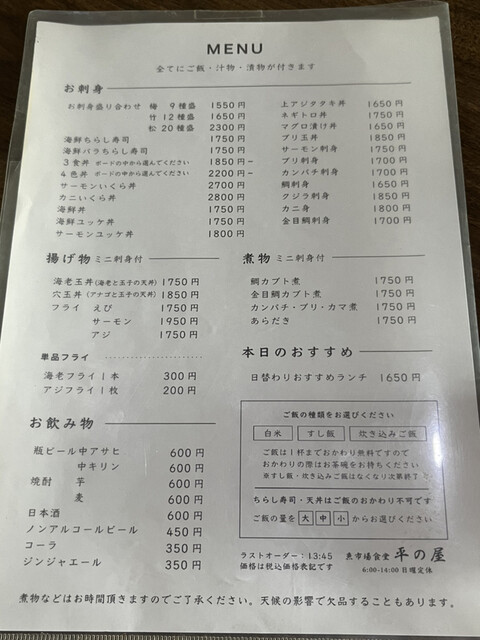 MENU
全てにご飯・汁物・漬物が付きます
お刺身
お刺身盛り合わせ 梅 9種盛 1550円
竹 12種盛 1650円
松 20種盛 2300円
海鮮ちらし寿司 1750円
海鮮バラちらし寿司 1750円
3食丼 ボードの中から選んでください 1850円~
4色丼 ボードの中から選んでください 2200円~
サーモンいくら丼 2700円
カニいくら丼 2800円
海鮮丼 1750円
海鮮ユッケ丼 1750円
サーモンユッケ丼 1800円
上アジタタキ丼 1650円
ネギトロ丼 1750円
マグロ漬け丼 1650円
ブリ玉丼 1850円
サーモン刺身 1750円
ブリ刺身 1700円
カンパチ刺身 1700円
鯛刺身 1650円
クジラ刺身 1850円
カニ身 1800円
金目鯛刺身 1700円
揚げ物 ミニ刺身付
海老玉丼(海老と玉子の天丼) 1750円
穴玉丼(アナゴと玉子の天丼) 1850円
フライ えび 1750円
サーモン 1950円
アジ 1750円
単品フライ
海老フライ1本 300円
アジフライ1枚 200円
お飲み物
瓶ビール中アサヒ 600円
中キリン 600円
焼酎 芋 600円
麦 600円
日本酒 600円
ノンアルコールビール 450円
コーラ 350円
ジンジャエール 350円
煮物 ミニ刺身付
鯛カブト煮 1750円
金目鯛カブト煮 1750円
カンパチ・ブリ・カマ煮 1750円
あらだき 1750円
本日のおすすめ
日替わりおすすめランチ 1650円
ご飯の種類をお選びください
白米 すし飯 炊き込みご飯
ご飯は1杯までおかわり無料ですので
おかわりの際はお茶碗をお持ちください
※すし飯・炊き込みご飯はなくなり次第終了
ちらし寿司・天丼はご飯のおかわり不可です
ご飯の量を 大 中 小 からお選びください
ラストオーダー:13:45
価格は税込価格表記です
魚市場食堂 平の屋
6:00-14:00 日曜定休
煮物などはお時間頂きますのでご了承ください。天候の影響で欠品することもあります。